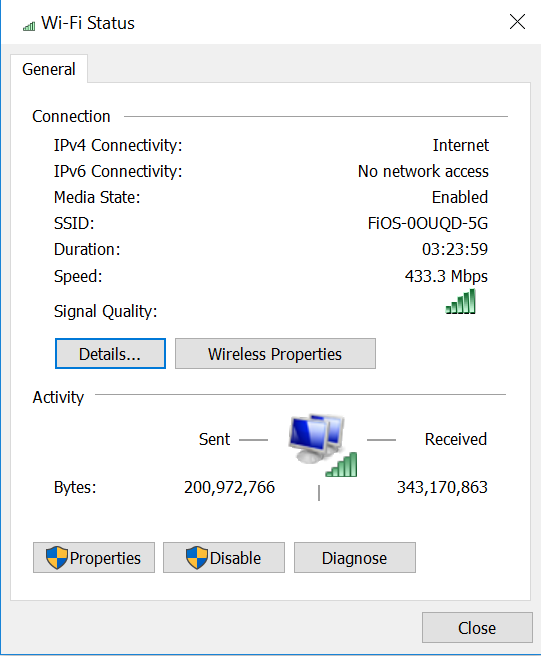 Wi-Fi Status
General
Connection
IPv4 Connectivity: Internet
IPv6 Connectivity: No network access
Media State: Enabled
SSID: FiOS-0OUQD-5G
Duration: 03:23:59
Speed: 433.3 Mbps
Signal Quality:
Details... Wireless Properties
Activity
Sent Received
Bytes: 200,972,766 343,170,863
Properties Disable Diagnose
Close